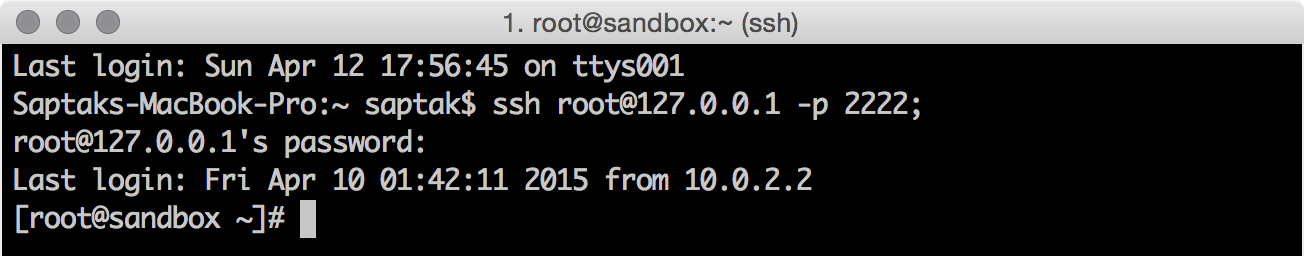 1. root@sandbox:~ (ssh)
Last login: Sun Apr 12 17:56:45 on ttys001
Saptaks-MacBook-Pro:~ saptak$ ssh root@127.0.0.1 -p 2222;
root@127.0.0.1's password:
Last login: Fri Apr 10 01:42:11 2015 from 10.0.2.2
[root@sandbox ~]#